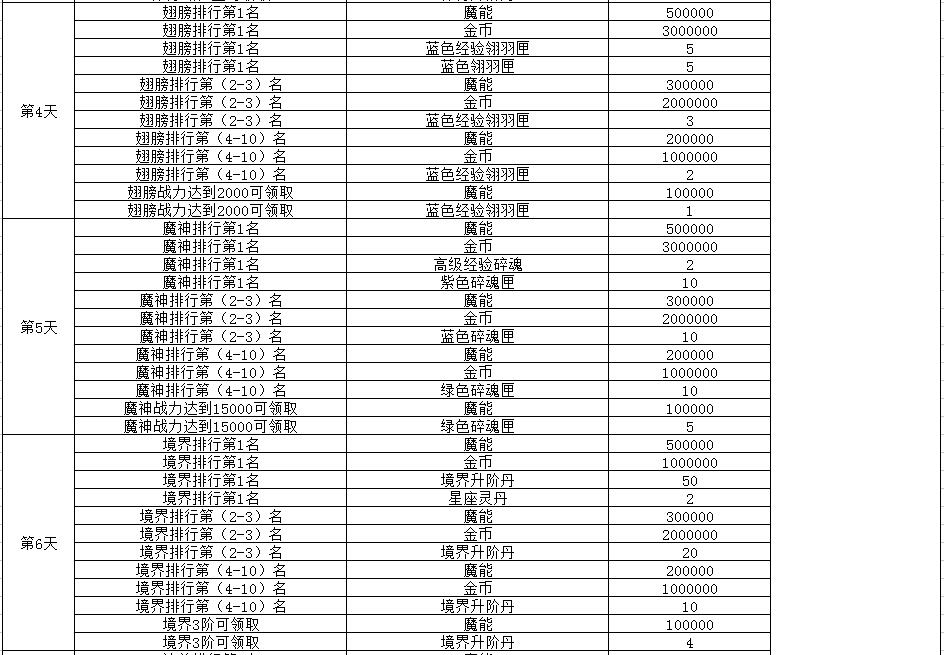 翅膀排行第1名 魔能 500000
翅膀排行第1名 金币 3000000
翅膀排行第1名 蓝色经验翎羽匣 5
翅膀排行第1名 蓝色翎羽匣 5
翅膀排行第（2-3）名 魔能 300000
第4天 翅膀排行第（2-3）名 金币 2000000
翅膀排行第（2-3）名 蓝色经验翎羽匣 3
翅膀排行第（4-10）名 魔能 200000
翅膀排行第（4-10）名 金币 1000000
翅膀排行第（4-10）名 蓝色经验翎羽匣 2
翅膀战力达到2000可领取 魔能 100000
翅膀战力达到2000可领取 蓝色经验翎羽匣 1
魔神排行第1名 魔能 500000
魔神排行第1名 金币 3000000
魔神排行第1名 高级经验碎魂 2
魔神排行第1名 紫色碎魂匣 10
魔神排行第（2-3）名 魔能 300000
第5天 魔神排行第（2-3）名 金币 2000000
魔神排行第（2-3）名 蓝色碎魂匣 10
魔神排行第（4-10）名 魔能 200000
魔神排行第（4-10）名 金币 1000000
魔神排行第（4-10）名 绿色碎魂匣 10
魔神战力达到15000可领取 魔能 100000
魔神战力达到15000可领取 绿色碎魂匣 5
境界排行第1名 魔能 500000
境界排行第1名 金币 1000000
境界排行第1名 境界升阶丹 50
境界排行第1名 星座灵丹 2
境界排行第（2-3）名 魔能 300000
第6天 境界排行第（2-3）名 金币 2000000
境界排行第（2-3）名 境界升阶丹 20
境界排行第（4-10）名 魔能 200000
境界排行第（4-10）名 金币 1000000
境界排行第（4-10）名 境界升阶丹 10
境界3阶可领取 魔能 100000
境界3阶可领取 境界升阶丹 4